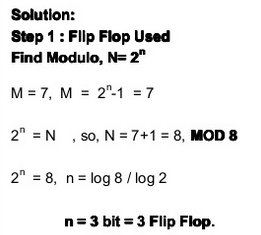 Solution:
Step 1 : Flip Flop Used
Find Modulo, N= 2ⁿ
M = 7, M = 2ⁿ-1 = 7
2ⁿ = N , so, N = 7+1 = 8, MOD 8
2ⁿ = 8, n = log 8 / log 2
n = 3 bit = 3 Flip Flop.